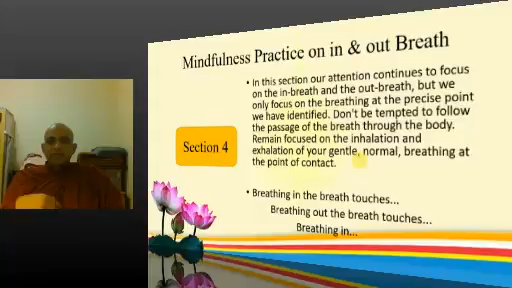 Mindfulness Practice on in & out Breath
• In this section our attention continues to focus
on the in-breath and the out-breath, but we
only focus on the breathing at the precise point
we have identified. Don't be tempted to follow
the passage of the breath through the body.
Remain focused on the inhalation and
exhalation of your gentle, normal, breathing at
the point of contact.
Section 4
• Breathing in the breath touches...
Breathing out the breath touches...
Breathing in...